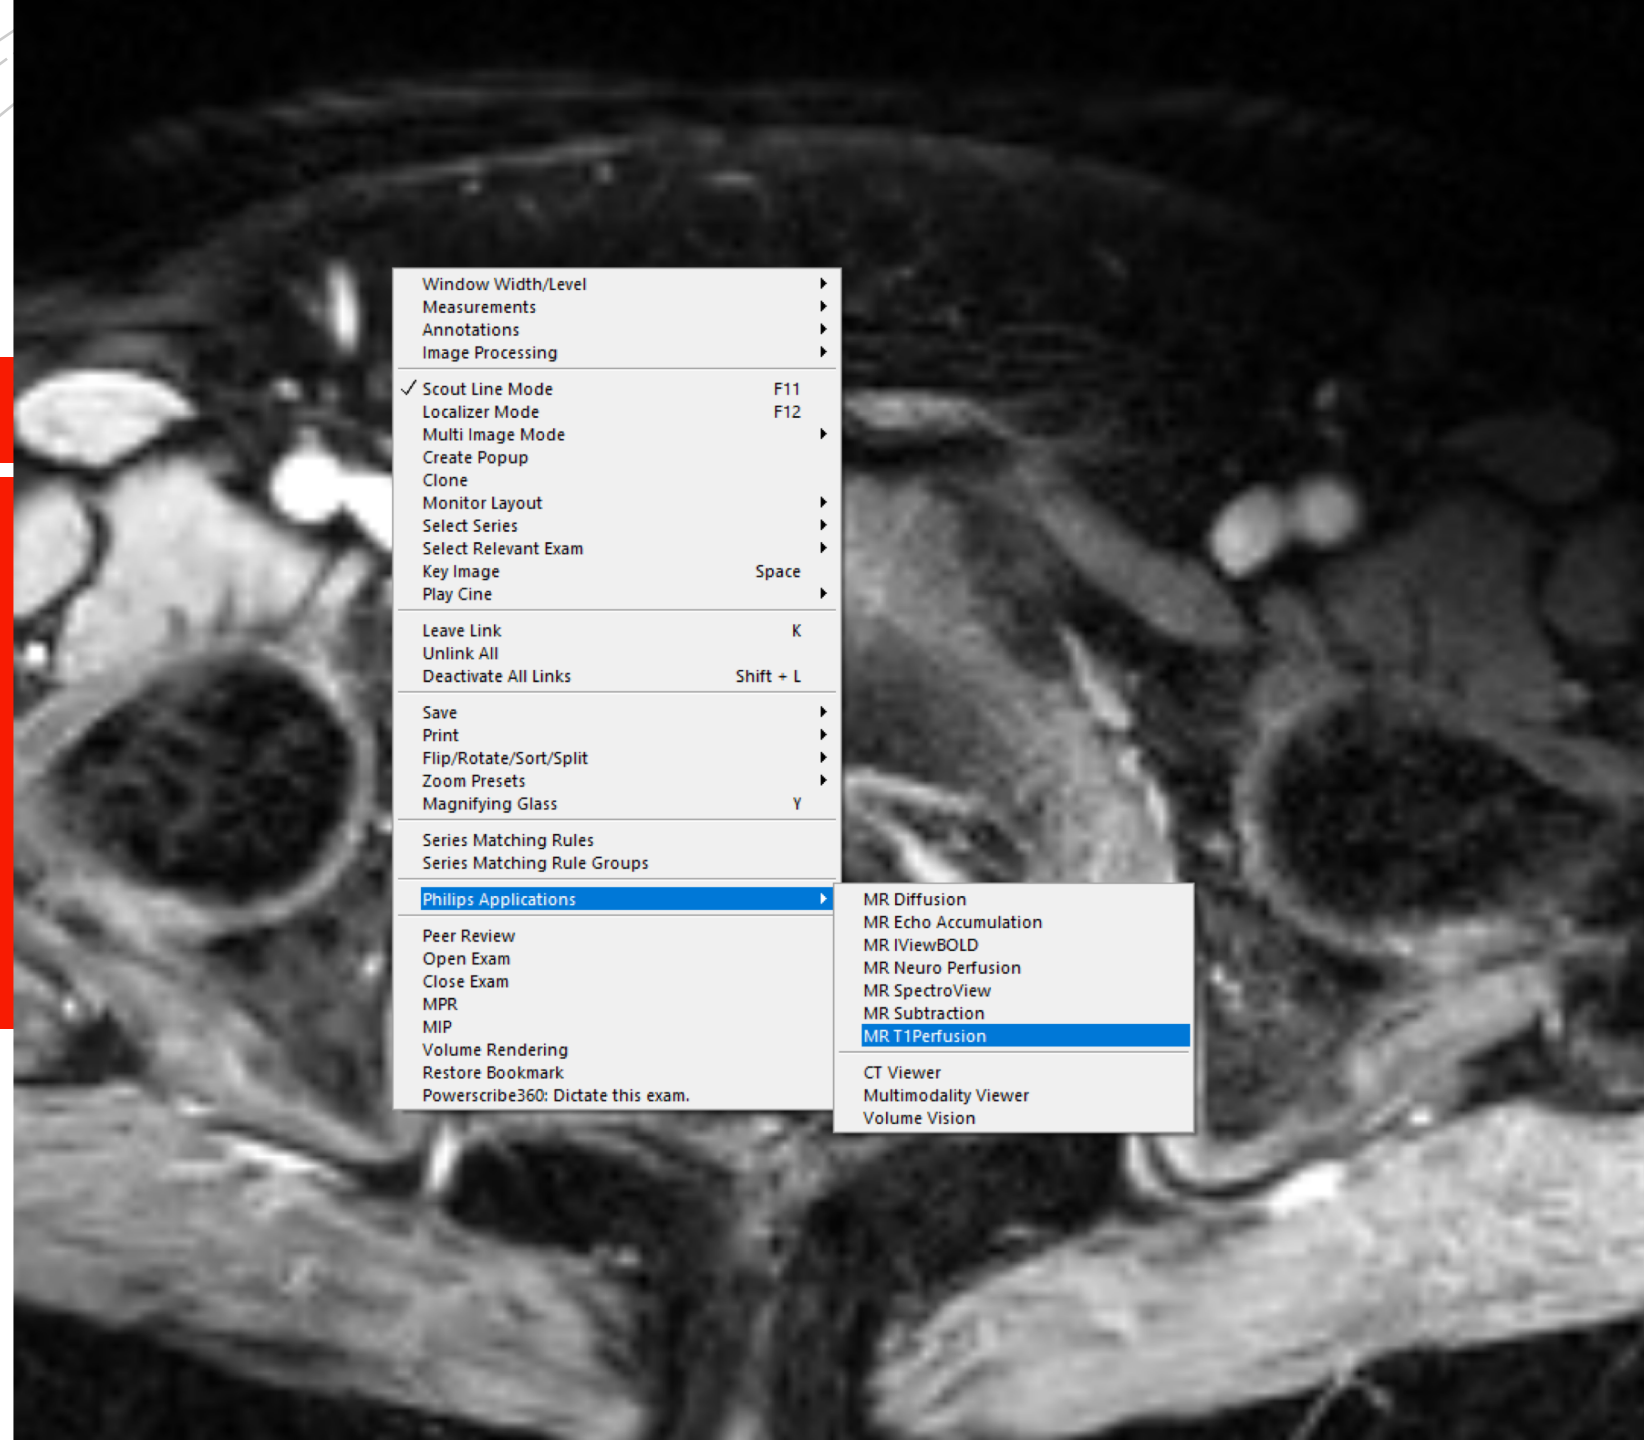 Window Width/Level
Measurements
Annotations
Image Processing
Scout Line Mode F11
Localizer Mode F12
Multi Image Mode
Create Popup
Clone
Monitor Layout
Select Series
Select Relevant Exam
Key Image Space
Play Cine
Leave Link K
Unlink All
Deactivate All Links Shift + L
Save
Print
Flip/Rotate/Sort/Split
Zoom Presets
Magnifying Glass Y
Series Matching Rules
Series Matching Rule Groups
Philips Applications
Peer Review
Open Exam
Close Exam
MPR
MIP
Volume Rendering
Restore Bookmark
Powerscribe360: Dictate this exam.
MR Diffusion
MR Echo Accumulation
MR IViewBOLD
MR Neuro Perfusion
MR SpectroView
MR Subtraction
MR T1Perfusion
CT Viewer
Multimodality Viewer
Volume Vision